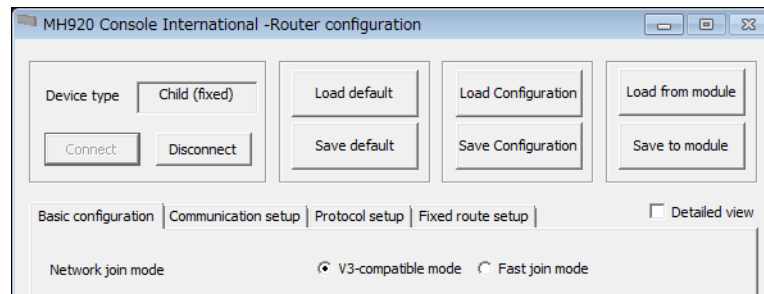 MH920 Console International -Router configuration
Device type Child (fixed) Load default Load Configuration Load from module
Connect Disconnect Save default Save Configuration Save to module
Basic configuration Communication setup Protocol setup Fixed route setup Detailed view
Network join mode V3-compatible mode Fast join mode